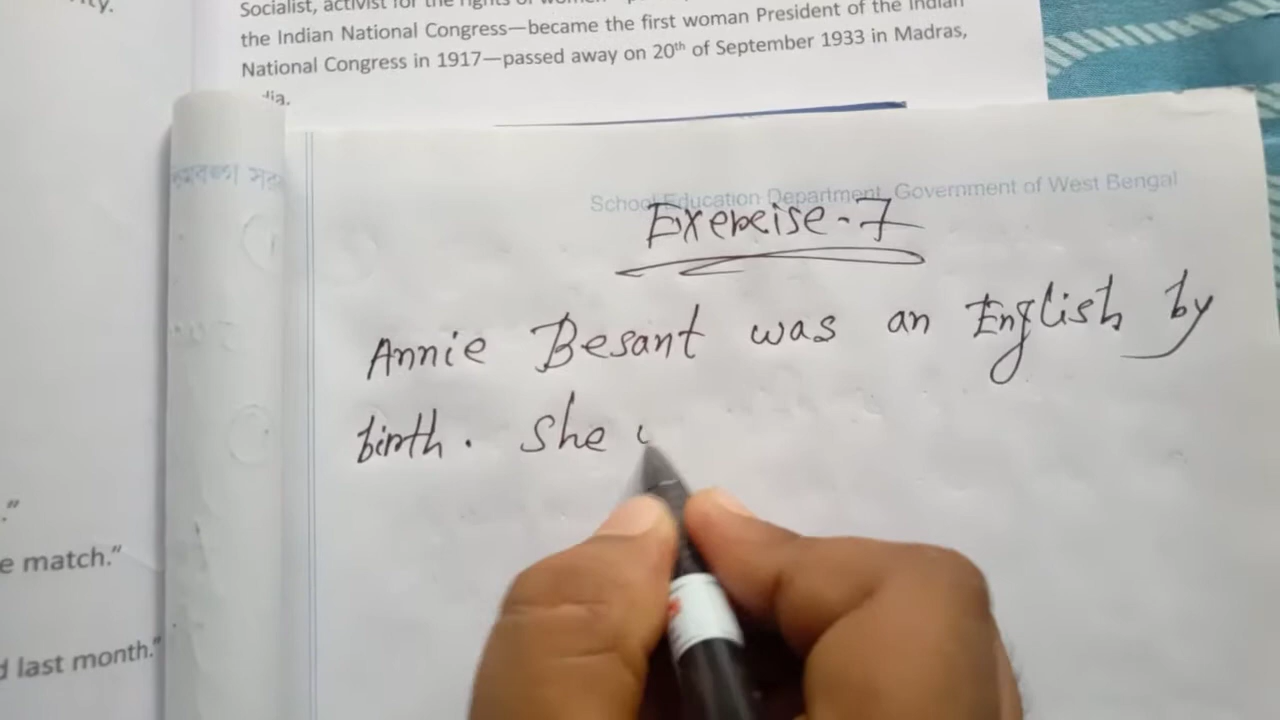 Socialist, activist for the rights of women
the Indian National Congress—became the first woman President of the Indian
National Congress in 1917—passed away on 20th of September 1933 in Madras,
School Education Department, Government of West Bengal
Exercise-7
Annie Besant was an English by
birth. She
."
e match."
d last month."